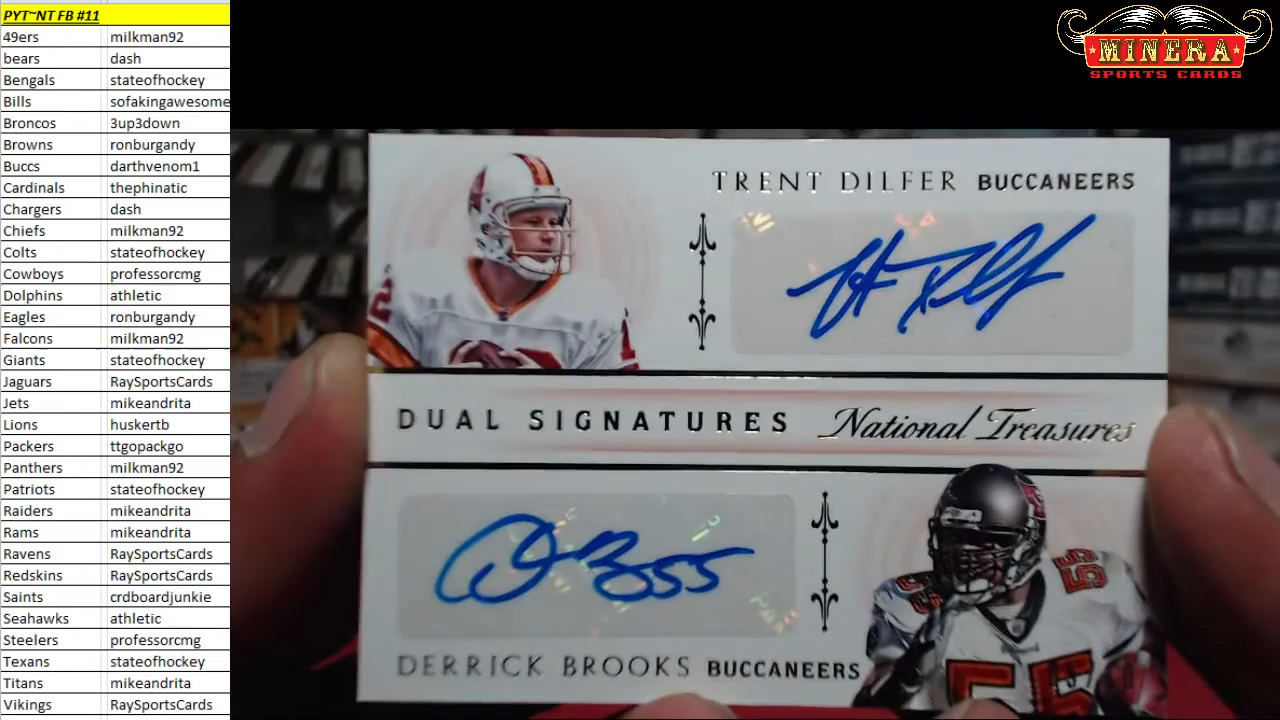 PYT~NT FB #11
49ers milkman92
bears dash
Bengals stateofhockey
Bills sofakingawesome
Broncos 3up3down
Browns ronburgandy
Buccs darthvenom1
Cardinals thephinatic
Chargers dash
Chiefs milkman92
Colts stateofhockey
Cowboys professorcmg
Dolphins athletic
Eagles ronburgandy
Falcons milkman92
Giants stateofhockey
Jaguars RaySportsCards
Jets mikeandrita
Lions huskertb
Packers ttgopackgo
Panthers milkman92
Patriots stateofhockey
Raiders mikeandrita
Rams mikeandrita
Ravens RaySportsCards
Redskins RaySportsCards
Saints crdboardjunkie
Seahawks athletic
Steelers professorcmg
Texans stateofhockey
Titans mikeandrita
Vikings RaySportsCards
MINERA
SPORTS CARDS
TRENT DILFER BUCCANEERS
DUAL SIGNATURES National Treasures
55
55
55
DERRICK BROOKS BUCCANEERS